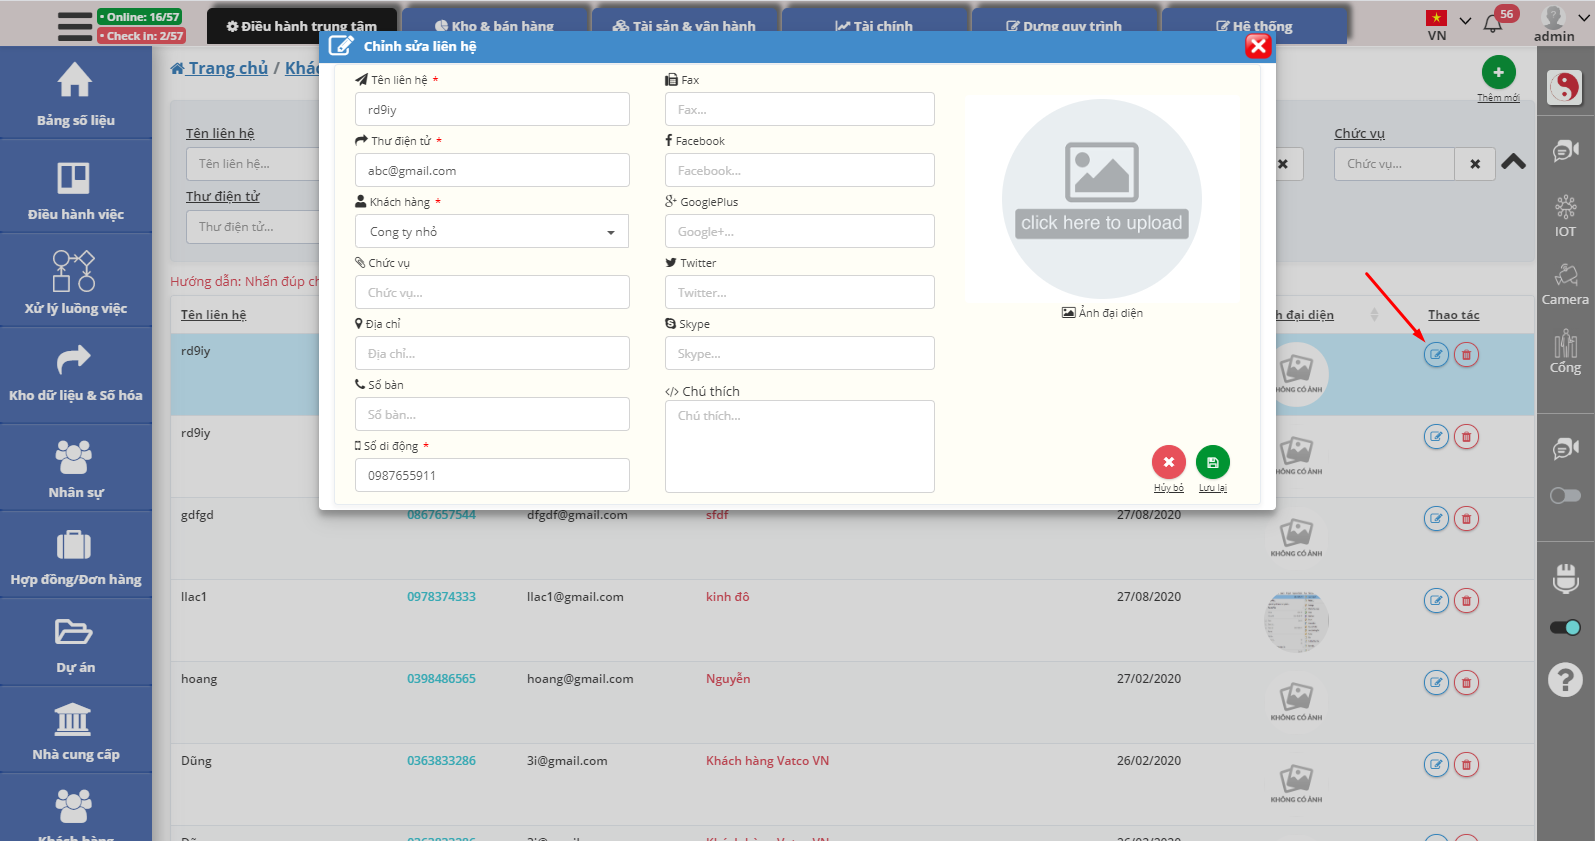 Online: 16/57
Check in: 2/57
Điều hành trung tâm
Kho & bán hàng
Tài sản & vận hành
Tài chính
Dựng quy trình
Hệ thống
VN
56
admin
Bảng số liệu
Điều hành việc
Xử lý luồng việc
Kho dữ liệu & Số hóa
Nhân sự
Hợp đồng/Đơn hàng
Dự án
Nhà cung cấp
Khách hàng
Trang chủ /
Thêm mới
Tên liên hệ
Tên liên hệ...
Thư điện tử
Thư điện tử...
Chức vụ
Chức vụ...
Hướng dẫn: Nhấn đúp
Chỉnh sửa liên hệ
Tên liên hệ *
rd9iy
Thư điện tử *
abc@gmail.com
Khách hàng *
Cong ty nhỏ
Chức vụ
Chức vụ...
Địa chỉ
Địa chỉ...
Số bàn
Số bàn...
Số di động *
0987655911
Fax
Fax...
Facebook
Facebook...
GooglePlus
Google+...
Twitter
Twitter...
Skype
Skype...
Chú thích
Chú thích...
click here to upload
Ảnh đại diện
Hủy bỏ
Lưu lại
Tên liên hệ
đại diện
Thao tác
rd9iy
KHÔNG CÓ ẢNH
rd9iy
KHÔNG CÓ ẢNH
gdfgd 0867657544 dfgdf@gmail.com sfdf 27/08/2020
KHÔNG CÓ ẢNH
llac1 0978374333 llac1@gmail.com kinh đô 27/08/2020
hoang 0398486565 hoang@gmail.com Nguyễn 27/02/2020
KHÔNG CÓ ẢNH
Dũng 0363833286 3i@gmail.com Khách hàng Vatco VN 26/02/2020
KHÔNG CÓ ẢNH
IOT
Camera
Cổng